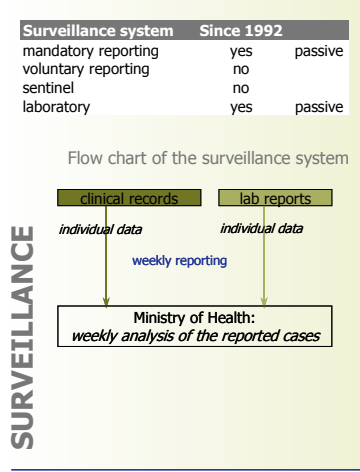 Surveillance system Since 1992
mandatory reporting yes passive
voluntary reporting no
sentinel no
laboratory yes passive
Flow chart of the surveillance system
clinical records lab reports
individual data individual data
weekly reporting
Ministry of Health:
weekly analysis of the reported cases
SURVEILLANCE